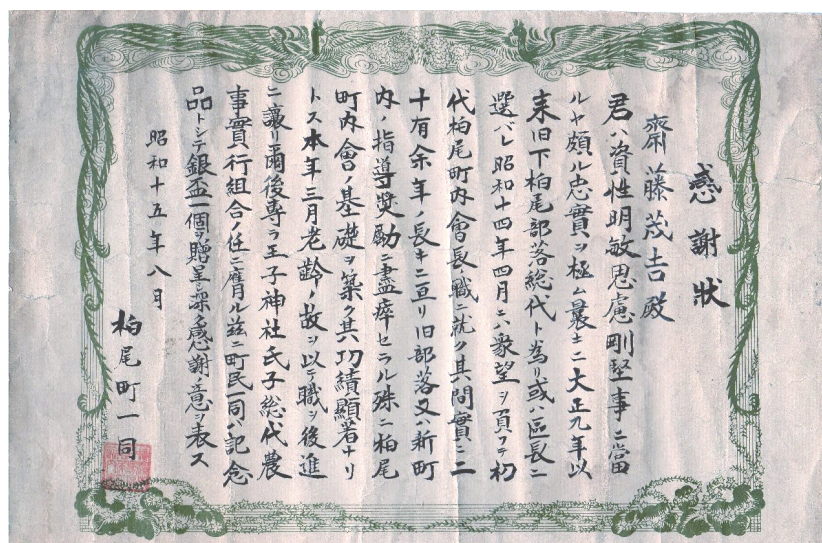 感謝狀
齋藤茂吉殿
君ハ資性明敏思慮剛堅事ニ當
ルヤ頗ル忠實ヲ極ム曩ニ大正九年以
来旧下柏尾部落総代ト為リ或ハ區長ニ
選バレ昭和十四年四月ニハ衆望ヲ負フテ初
代柏尾町内會長ノ職ニ就ク其間實ニ二
十有余年ノ長キニ亘リ旧部落又ハ新町
内ノ指導奨勵ニ盡瘁セラル殊ニ柏尾
町内會ノ基礎ヲ築ク其功績顯著ナリ
トス本年三月老齢ノ故ヲ以テ職ヲ後進
ニ讓リ爾後専ラ王子神社氏子総代農
事實行組合ノ任ニ膺ル茲ニ町民一同ハ記念
品トシテ銀盃一個ヲ贈呈シ深ク感謝ノ意ヲ表ス
昭和十五年八月
柏尾町一同